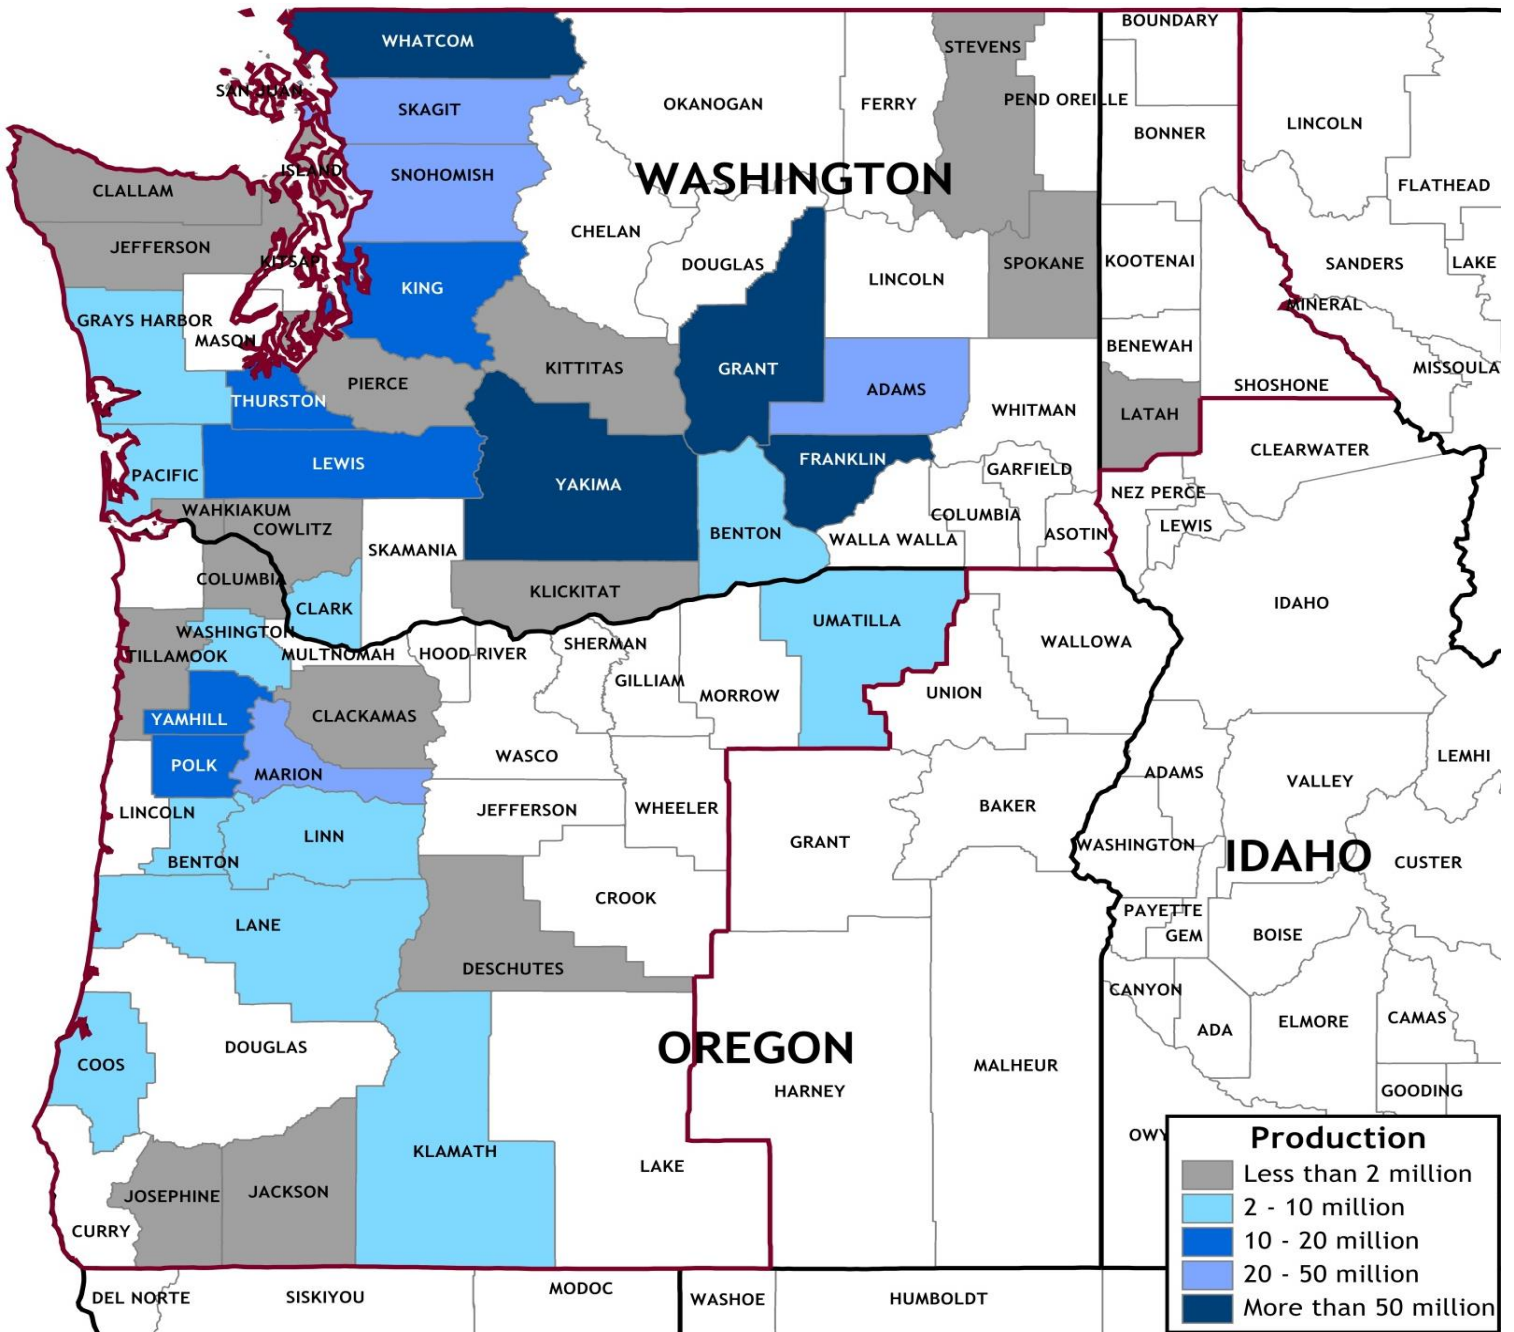 BOUNDARY
WHATCOM
STEVENS
SAN JUAN
SKAGIT
OKANOGAN
FERRY
PEND OREILLE
BONNER
LINCOLN
ISLAND
SNOHOMISH
WASHINGTON
CLALLAM
FLATHEAD
JEFFERSON
CHELAN
DOUGLAS
KITSAP
SPOKANE
KOOTENAI
SANDERS
LAKE
KING
LINCOLN
MINERAL
GRAYS HARBOR
MASON
BENEWAH
PIERCE
KITTITAS
GRANT
ADAMS
SHOSHONE
MISSOULA
THURSTON
WHITMAN
LATAH
LEWIS
FRANKLIN
CLEARWATER
PACIFIC
YAKIMA
GARFIELD
NEZ PERCE
WAHKIAKUM
COWLITZ
COLUMBIA
LEWIS
SKAMANIA
BENTON
WALLA WALLA
ASOTIN
COLUMBIA
KLICKITAT
CLARK
UMATILLA
IDAHO
WASHINGTON
TILLAMOOK
MULTNOMAH
HOOD RIVER
SHERMAN
WALLOWA
GILLIAM
MORROW
UNION
YAMHILL
CLACKAMAS
WASCO
POLK
MARION
ADAMS
VALLEY
LEMHI
LINCOLN
JEFFERSON
WHEELER
BAKER
LINN
GRANT
WASHINGTON
IDAHO
CUSTER
BENTON
CROOK
LANE
PAYETTE
GEM
BOISE
DESCHUTES
CANYON
DOUGLAS
OREGON
ADA
ELMORE
CAMAS
COOS
HARNEY
MALHEUR
GOODING
KLAMATH
LAKE
OWY
JOSEPHINE
JACKSON
CURRY
DEL NORTE
SISKIYOU
MODOC
WASHOE
HUMBOLDT
Production
Less than 2 million
2 - 10 million
10 - 20 million
20 - 50 million
More than 50 million